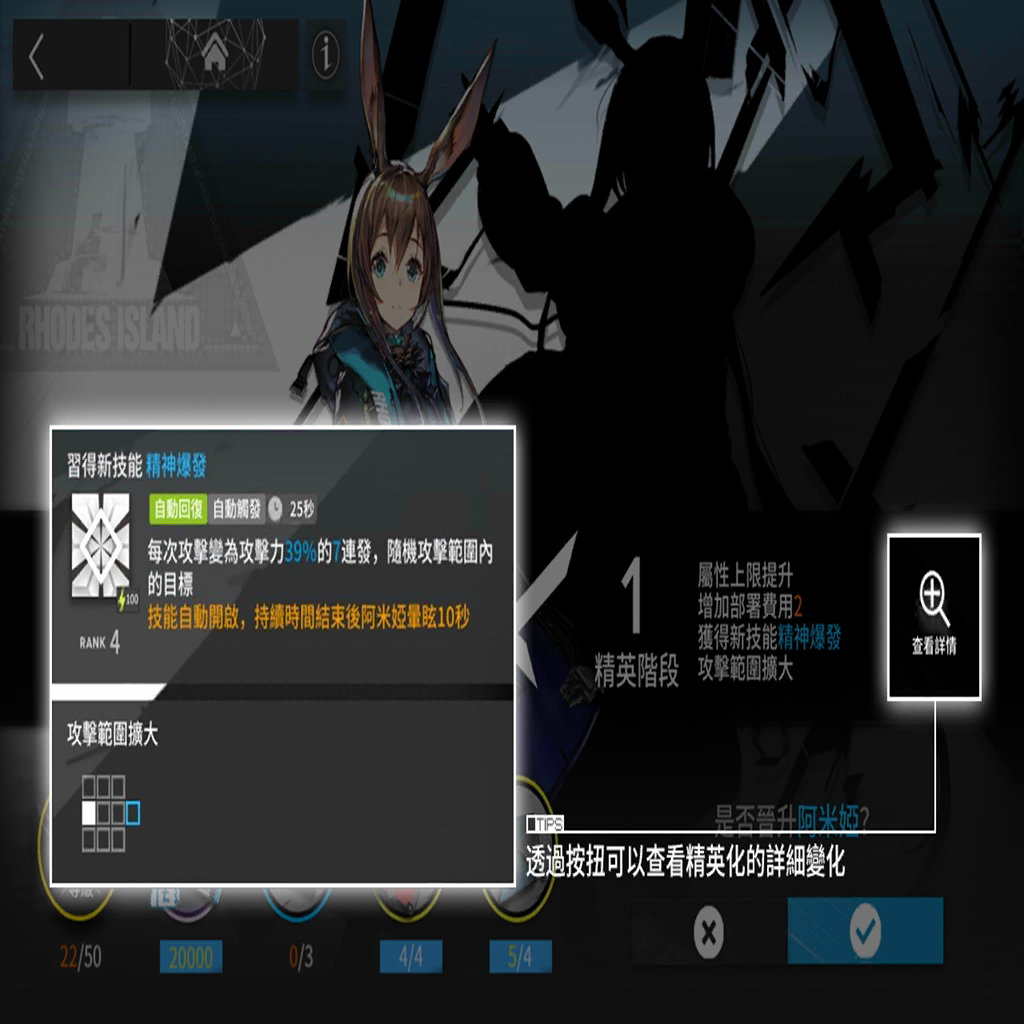 RHODES ISLAND
習得新技能 精神爆發
自動回復 自動觸發 25秒
每次攻擊變為攻擊力39%的7連發，隨機攻擊範圍內
的目標
技能自動開啟，持續時間結束後阿米婭暈眩10秒
100
RANK 4
攻擊範圍擴大
1
精英階段
屬性上限提升
增加部署費用2
獲得新技能精神爆發
攻擊範圍擴大
查看詳情
是否晉升阿米婭?
TIPS
透過按扭可以查看精英化的詳細變化
22/50
20000
0/3
4/4
5/4